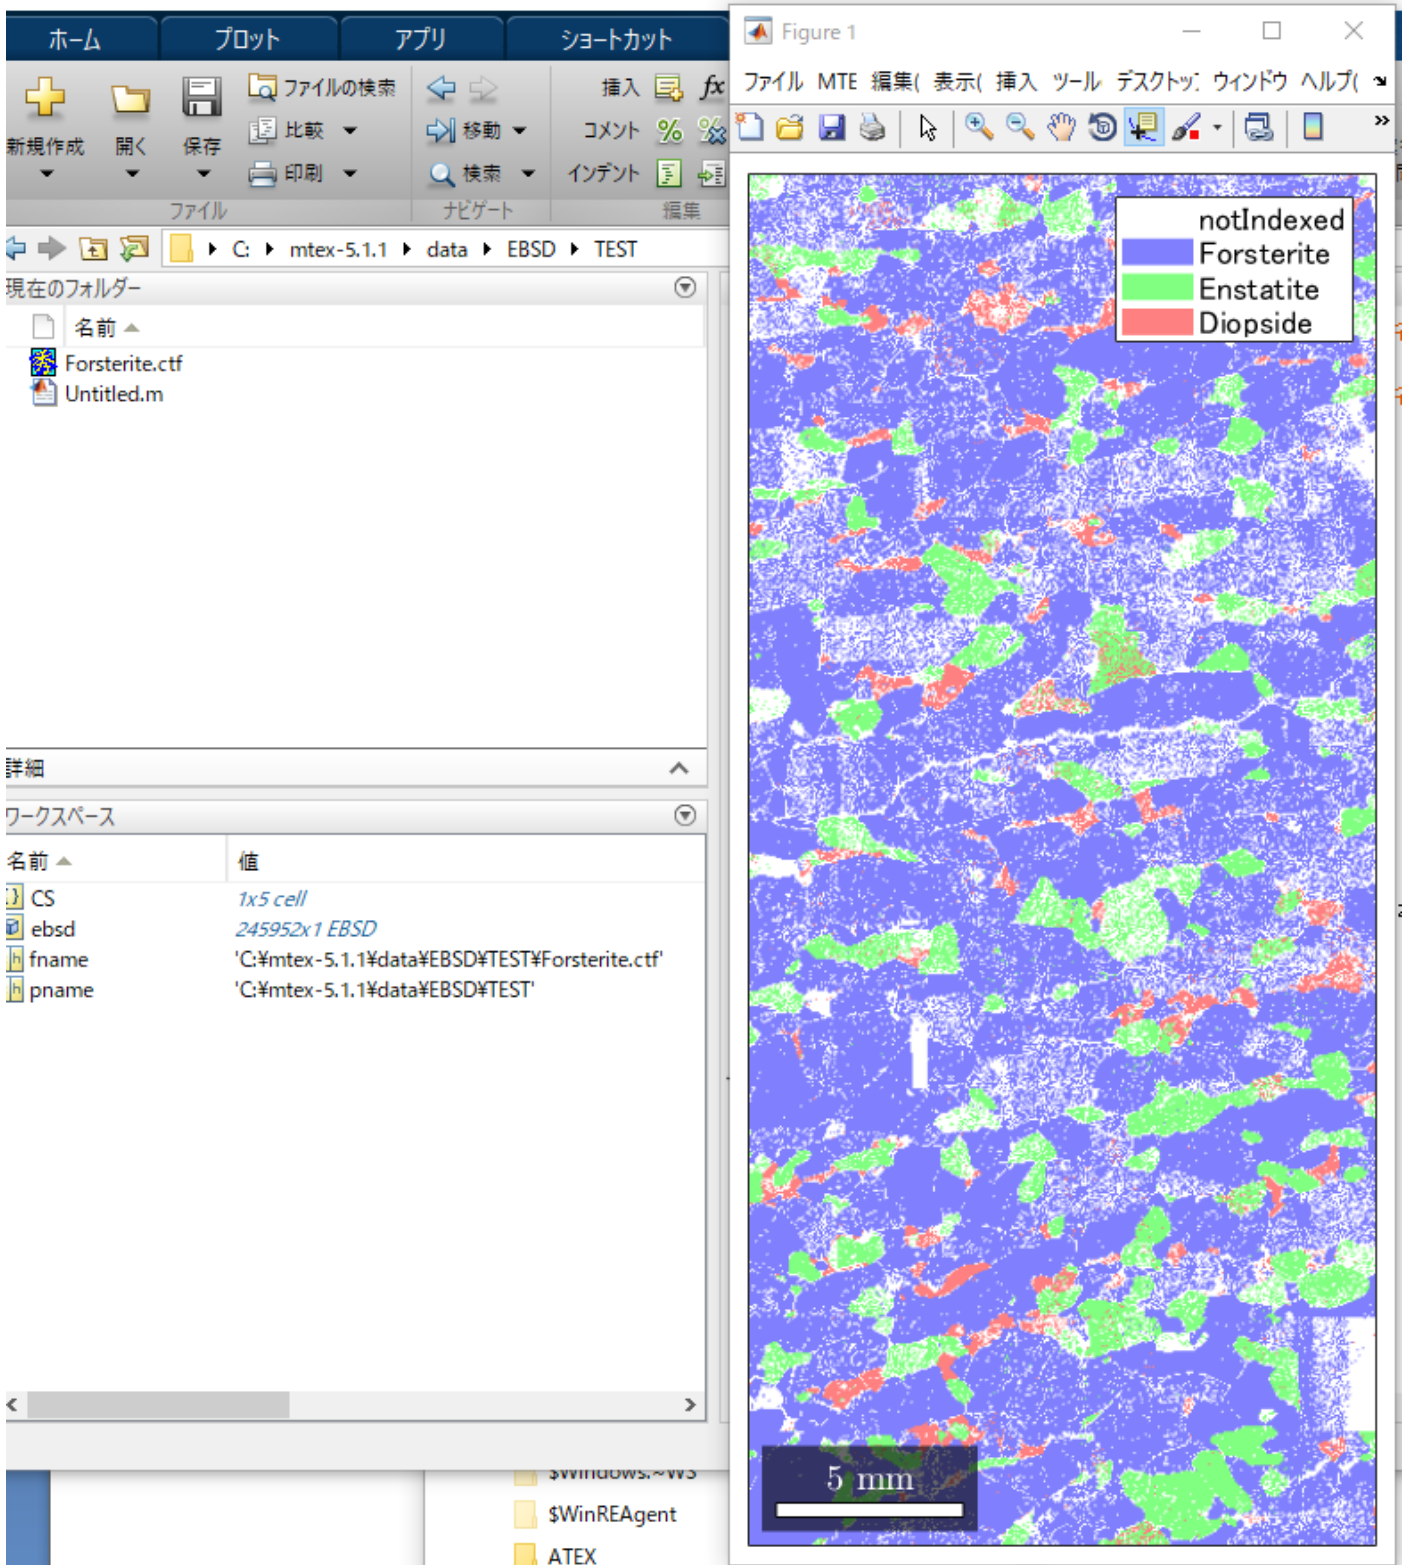 ホーム プロット アプリ ショートカット
新規作成 開く 保存
ファイルの検索
比較
印刷
移動
検索
挿入 fx
コメント
インデント
ファイル ナビゲート 編集
C: mtex-5.1.1 data EBSD TEST
現在のフォルダー
名前
Forsterite.ctf
Untitled.m
詳細
ワークスペース
名前 値
CS 1x5 cell
ebsd 245952x1 EBSD
fname 'C:¥mtex-5.1.1¥data¥EBSD¥TEST¥Forsterite.ctf'
pname 'C:¥mtex-5.1.1¥data¥EBSD¥TEST'
$Windows.~WS
$WinREAgent
ATEX
Figure 1
ファイル MTE 編集( 表示( 挿入 ツール デスクトップ ウィンドウ ヘルプ(
notIndexed
Forsterite
Enstatite
Diopside
5 mm